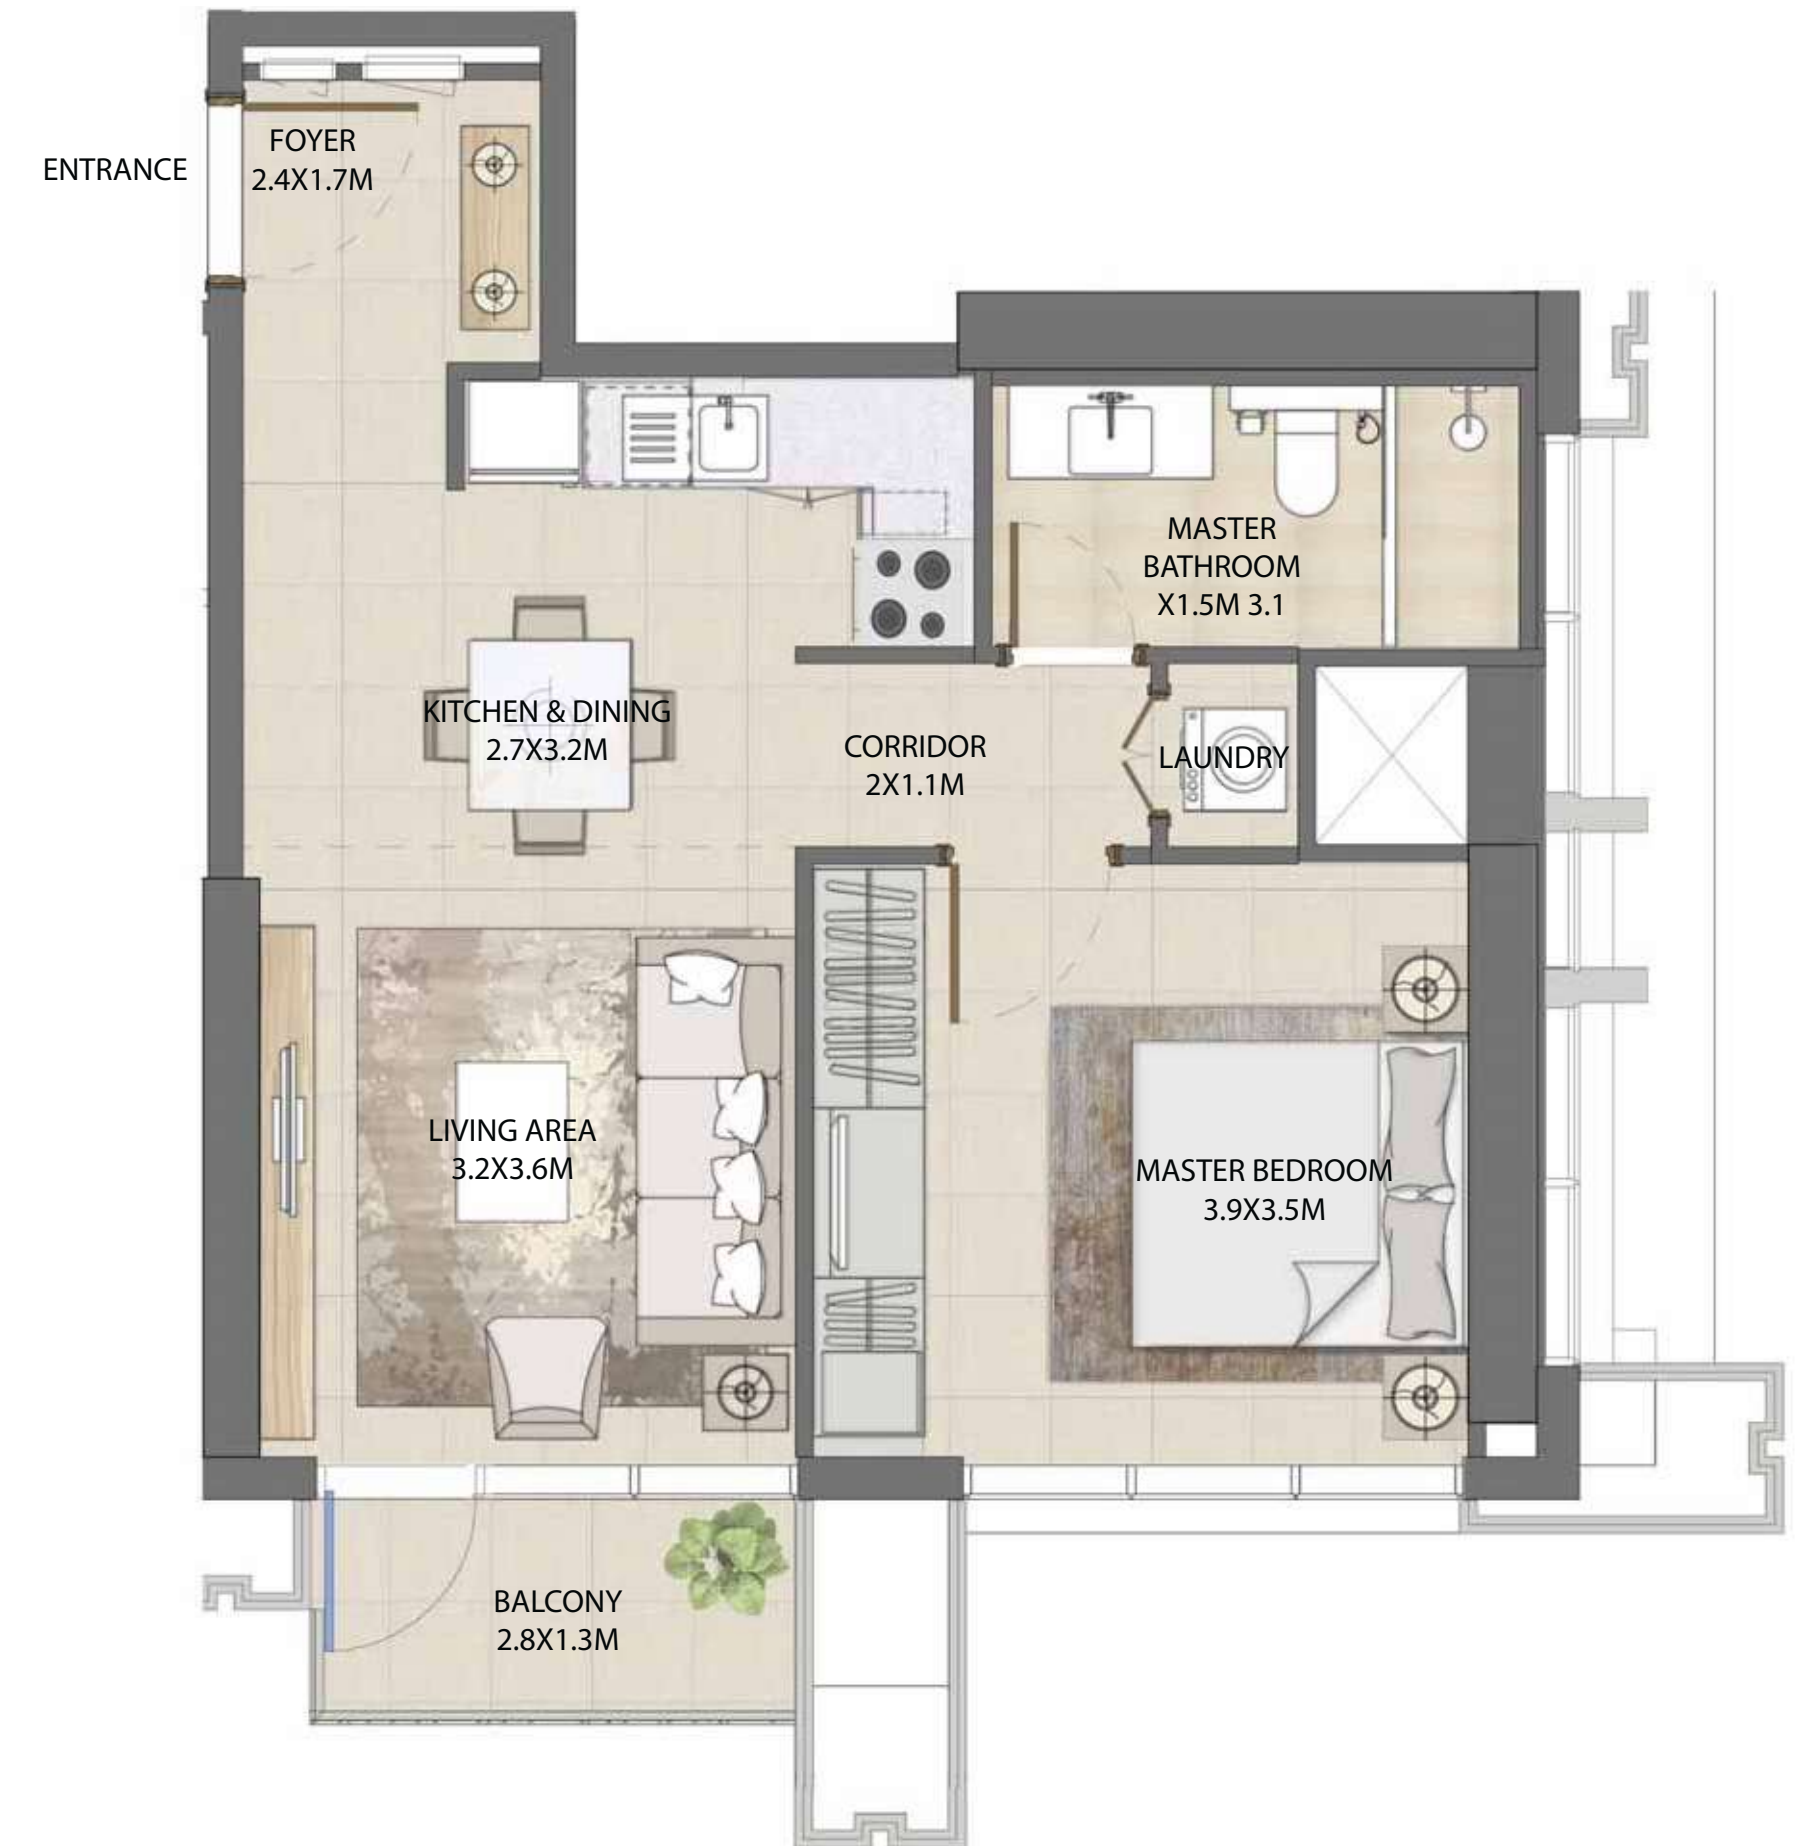 FOYER
2.4X1.7M
ENTRANCE
MASTER
BATHROOM
X1.5M 3.1
KITCHEN & DINING
2.7X3.2M
CORRIDOR
2X1.1M
LAUNDRY
LIVING AREA
3.2X3.6M
MASTER BEDROOM
3.9X3.5M
BALCONY
2.8X1.3M